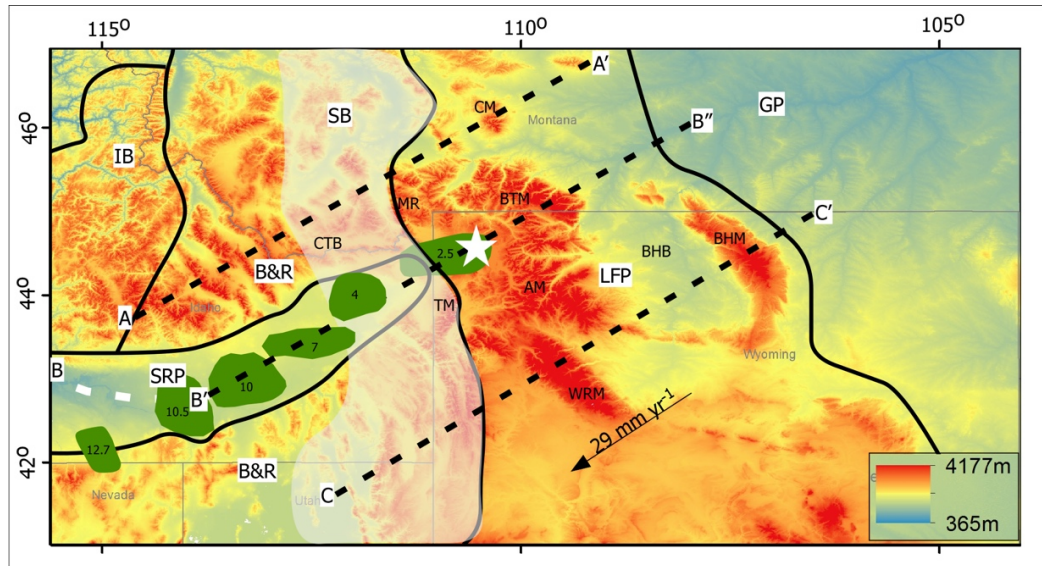 115° 110° 105°
46°
44°
42°
A'
CM
Montana
B"
GP
SB
IB
MR
BTM
C'
CTB
2.5
BHM
BHB
B&R
LFP
4
AM
A
Idaho
TM
7
B
SRP
Wyoming
10
B'
WRM
10.5
29 mm yr-1
12.7
B&R
Nevada
Utah
C
4177m
365m